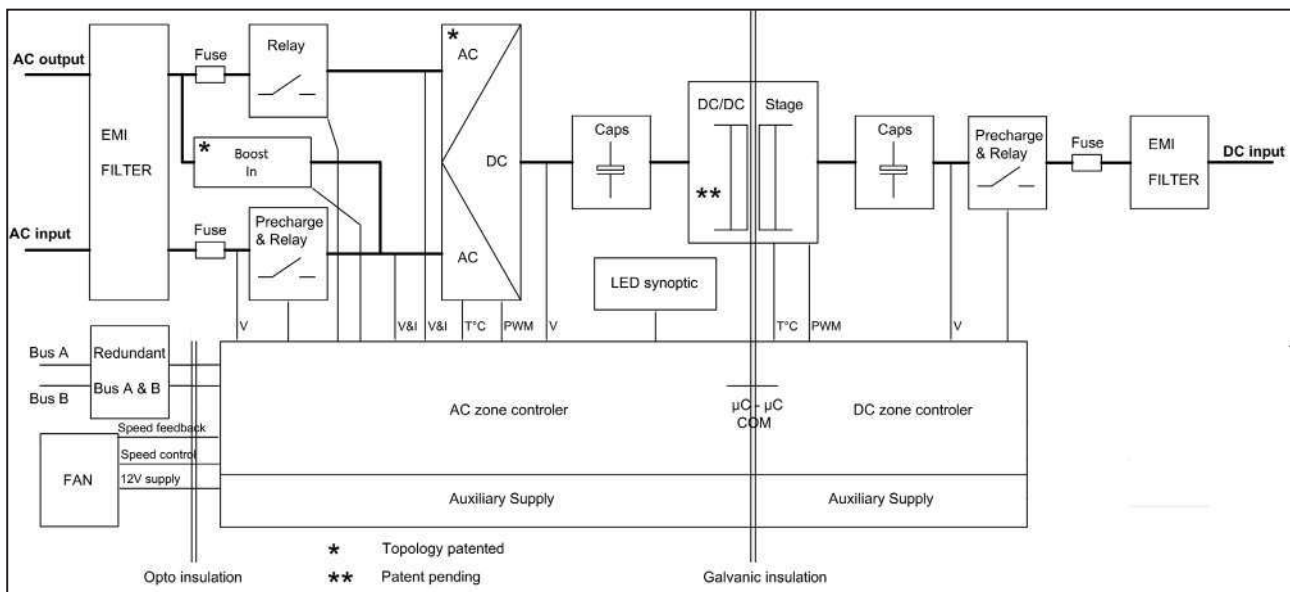 AC output
EMI
FILTER
Fuse
Relay
*
Boost
In
AC input
Fuse
Precharge
& Relay
*
AC
DC
AC
Caps
DC/DC
Stage
**
Caps
Precharge
& Relay
Fuse
EMI
FILTER
DC input
LED synoptic
V
V&I
V&I
T°C
PWM
V
T°C
PWM
V
Bus A
Bus B
Redundant
Bus A & B
AC zone controler
µC - µC
COM
DC zone controler
FAN
Speed feedback
Speed control
12V supply
Auxiliary Supply
Auxiliary Supply
* Topology patented
** Patent pending
Opto insulation
Galvanic insulation